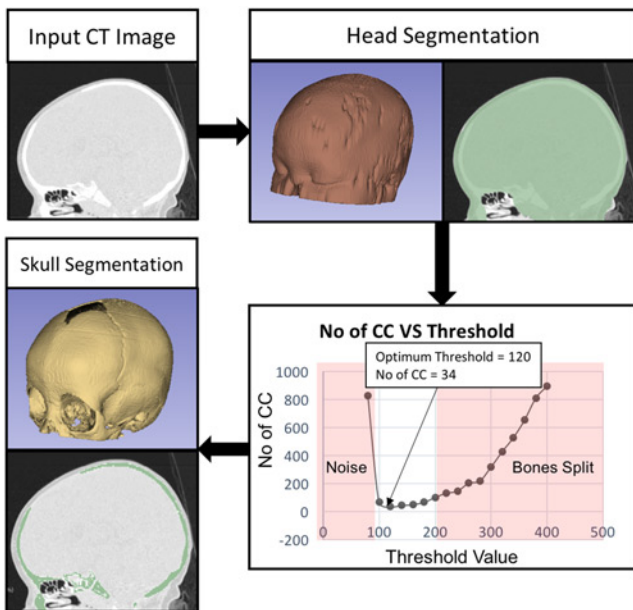 Input CT Image
Head Segmentation
Skull Segmentation
No of CC VS Threshold
Optimum Threshold = 120
No of CC = 34
No of CC
1000
800
600
400
200
0
-200
Noise
Bones Split
0 100 200 300 400 500
Threshold Value